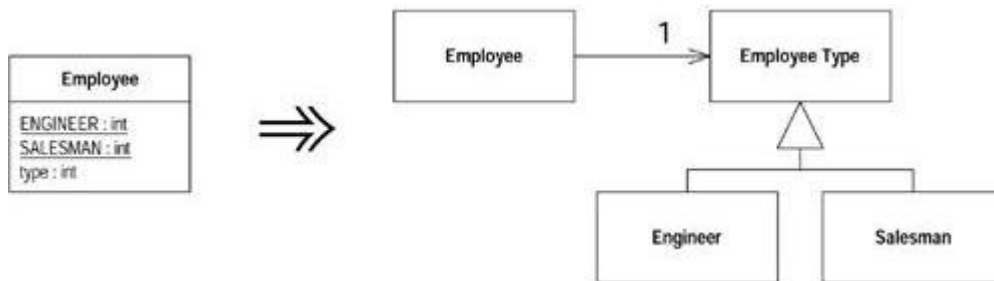 Employee
ENGINEER : int
SALESMAN : int
type : int
Employee
1
Employee Type
Engineer
Salesman